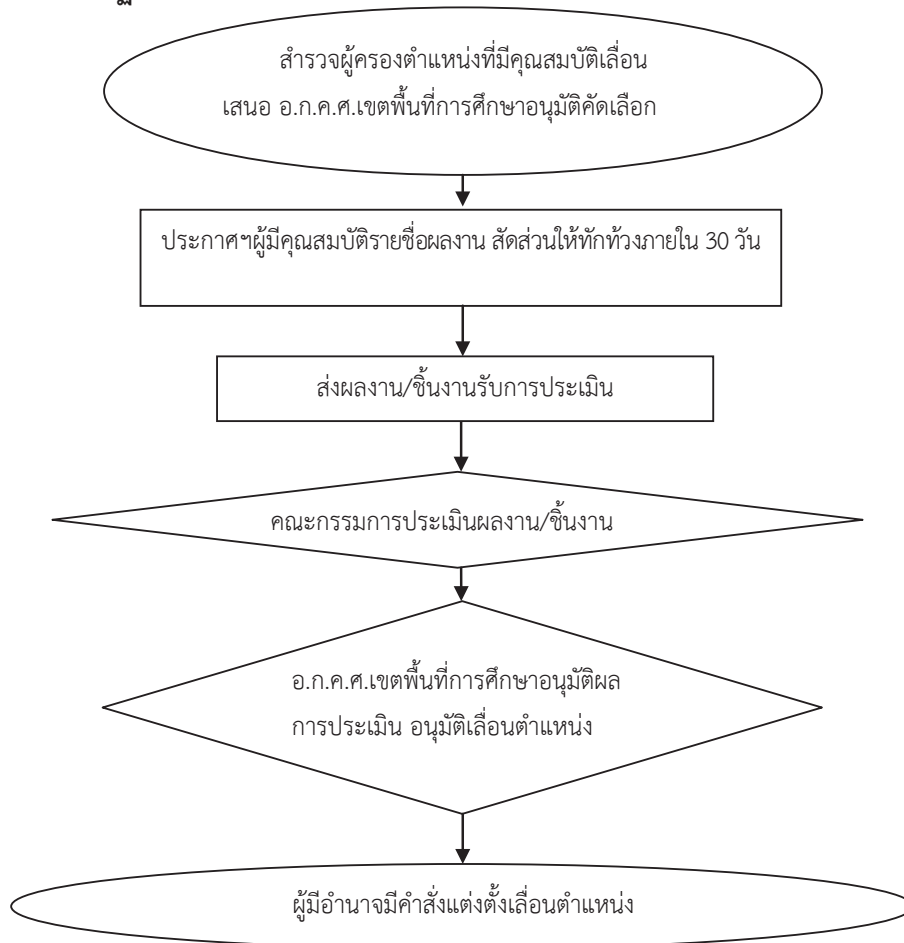 สำรวจผู้ครองตำแหน่งที่มีคุณสมบัติเลื่อน
เสนอ อ.ก.ค.ศ.เขตพื้นที่การศึกษาอนุมัติคัดเลือก
ประกาศฯผู้มีคุณสมบัติรายชื่อผลงาน สัดส่วนให้ทักท้วงภายใน 30 วัน
ส่งผลงาน/ชิ้นงานรับการประเมิน
คณะกรรมการประเมินผลงาน/ชิ้นงาน
อ.ก.ค.ศ.เขตพื้นที่การศึกษาอนุมัติผล
การประเมิน อนุมัติเลื่อนตำแหน่ง
ผู้มีอำนาจมีคำสั่งแต่งตั้งเลื่อนตำแหน่ง